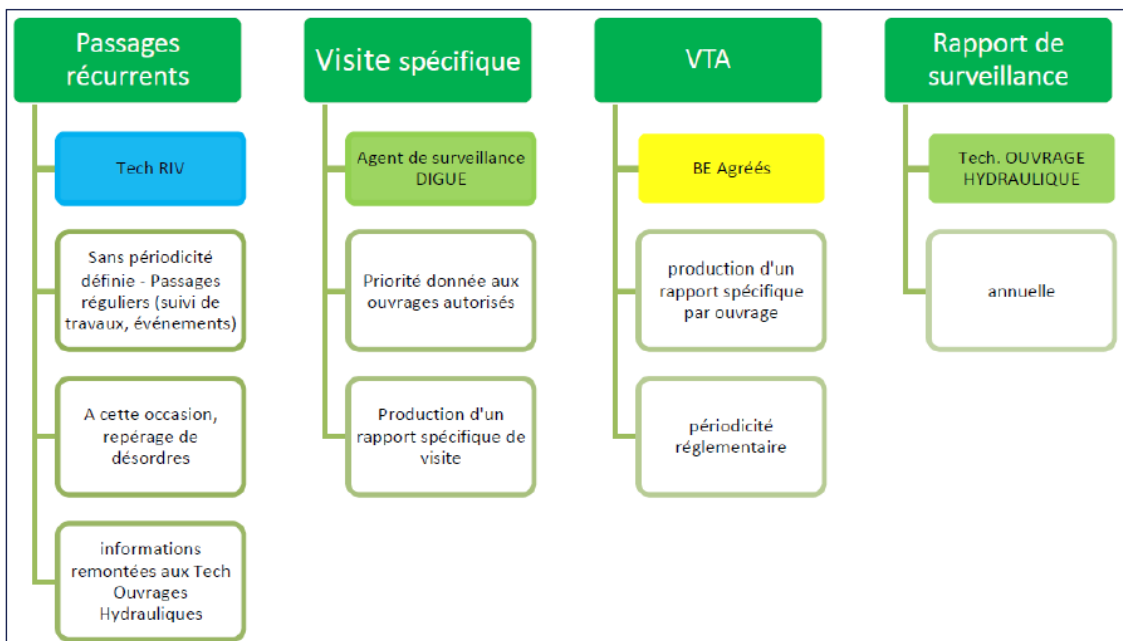 Passages
récurrents
Tech RIV
Sans périodicité
définie - Passages
réguliers (suivi de
travaux, événements)
A cette occasion,
repérage de
désordres
informations
remontées aux Tech
Ouvrages
Hydrauliques
Visite spécifique
Agent de surveillance
DIGUE
Priorité donnée aux
ouvrages autorisés
Production d'un
rapport spécifique de
visite
VTA
BE Agréés
production d'un
rapport spécifique
par ouvrage
périodicité
réglementaire
Rapport de
surveillance
Tech. OUVRAGE
HYDRAULIQUE
annuelle